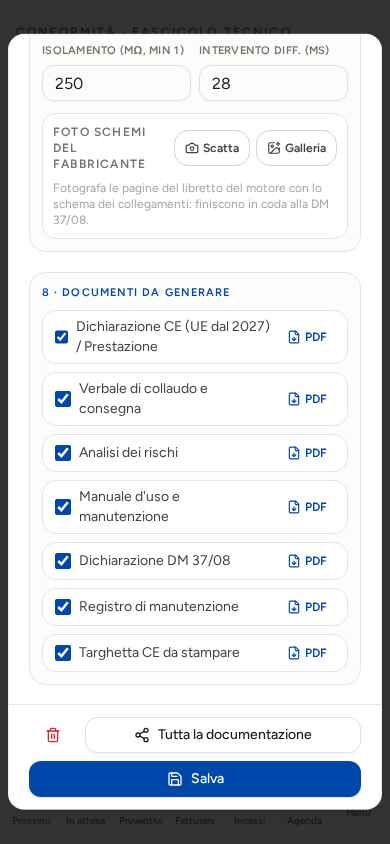 CONFORMITÀ · FASCICOLO TECNICO
ISOLAMENTO (MΩ, MIN 1)
INTERVENTO DIFF. (MS)
250
28
FOTO SCHEMI
DEL
FABBRICANTE
Scatta
Galleria
Fotografa le pagine del libretto del motore con lo
schema dei collegamenti: finiscono in coda alla DM
37/08.
8 · DOCUMENTI DA GENERARE
Dichiarazione CE (UE dal 2027)
/ Prestazione
PDF
Verbale di collaudo e
consegna
PDF
Analisi dei rischi
PDF
Manuale d'uso e
manutenzione
PDF
Dichiarazione DM 37/08
PDF
Registro di manutenzione
PDF
Targhetta CE da stampare
PDF
Tutta la documentazione
Salva
In attesa
Preventivi
Fatturare
Incassi
Agenda
Menu